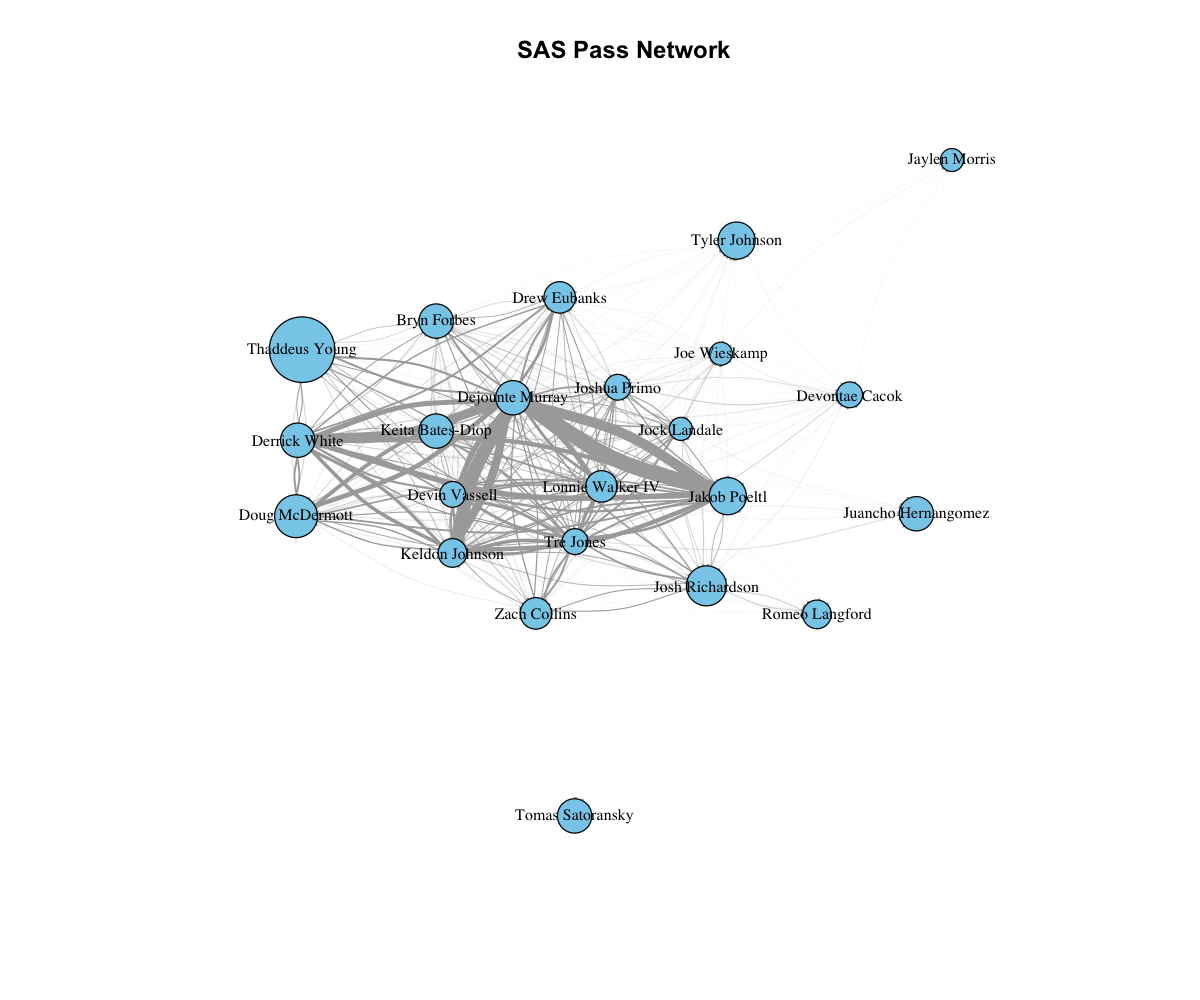 SAS Pass Network
Jaylen Morris
Tyler Johnson
Drew Eubanks
Bryn Forbes
Thaddeus Young
Joe Wieskamp
Joshua Primo
Dejounte Murray
Devontae Cacok
Keita Bates-Diop
Jock Landale
Derrick White
Lonnie Walker IV
Devin Vassell
Jakob Poeltl
Juancho Hernangomez
Doug McDermott
Tre Jones
Keldon Johnson
Josh Richardson
Zach Collins
Romeo Langford
Tomas Satoransky